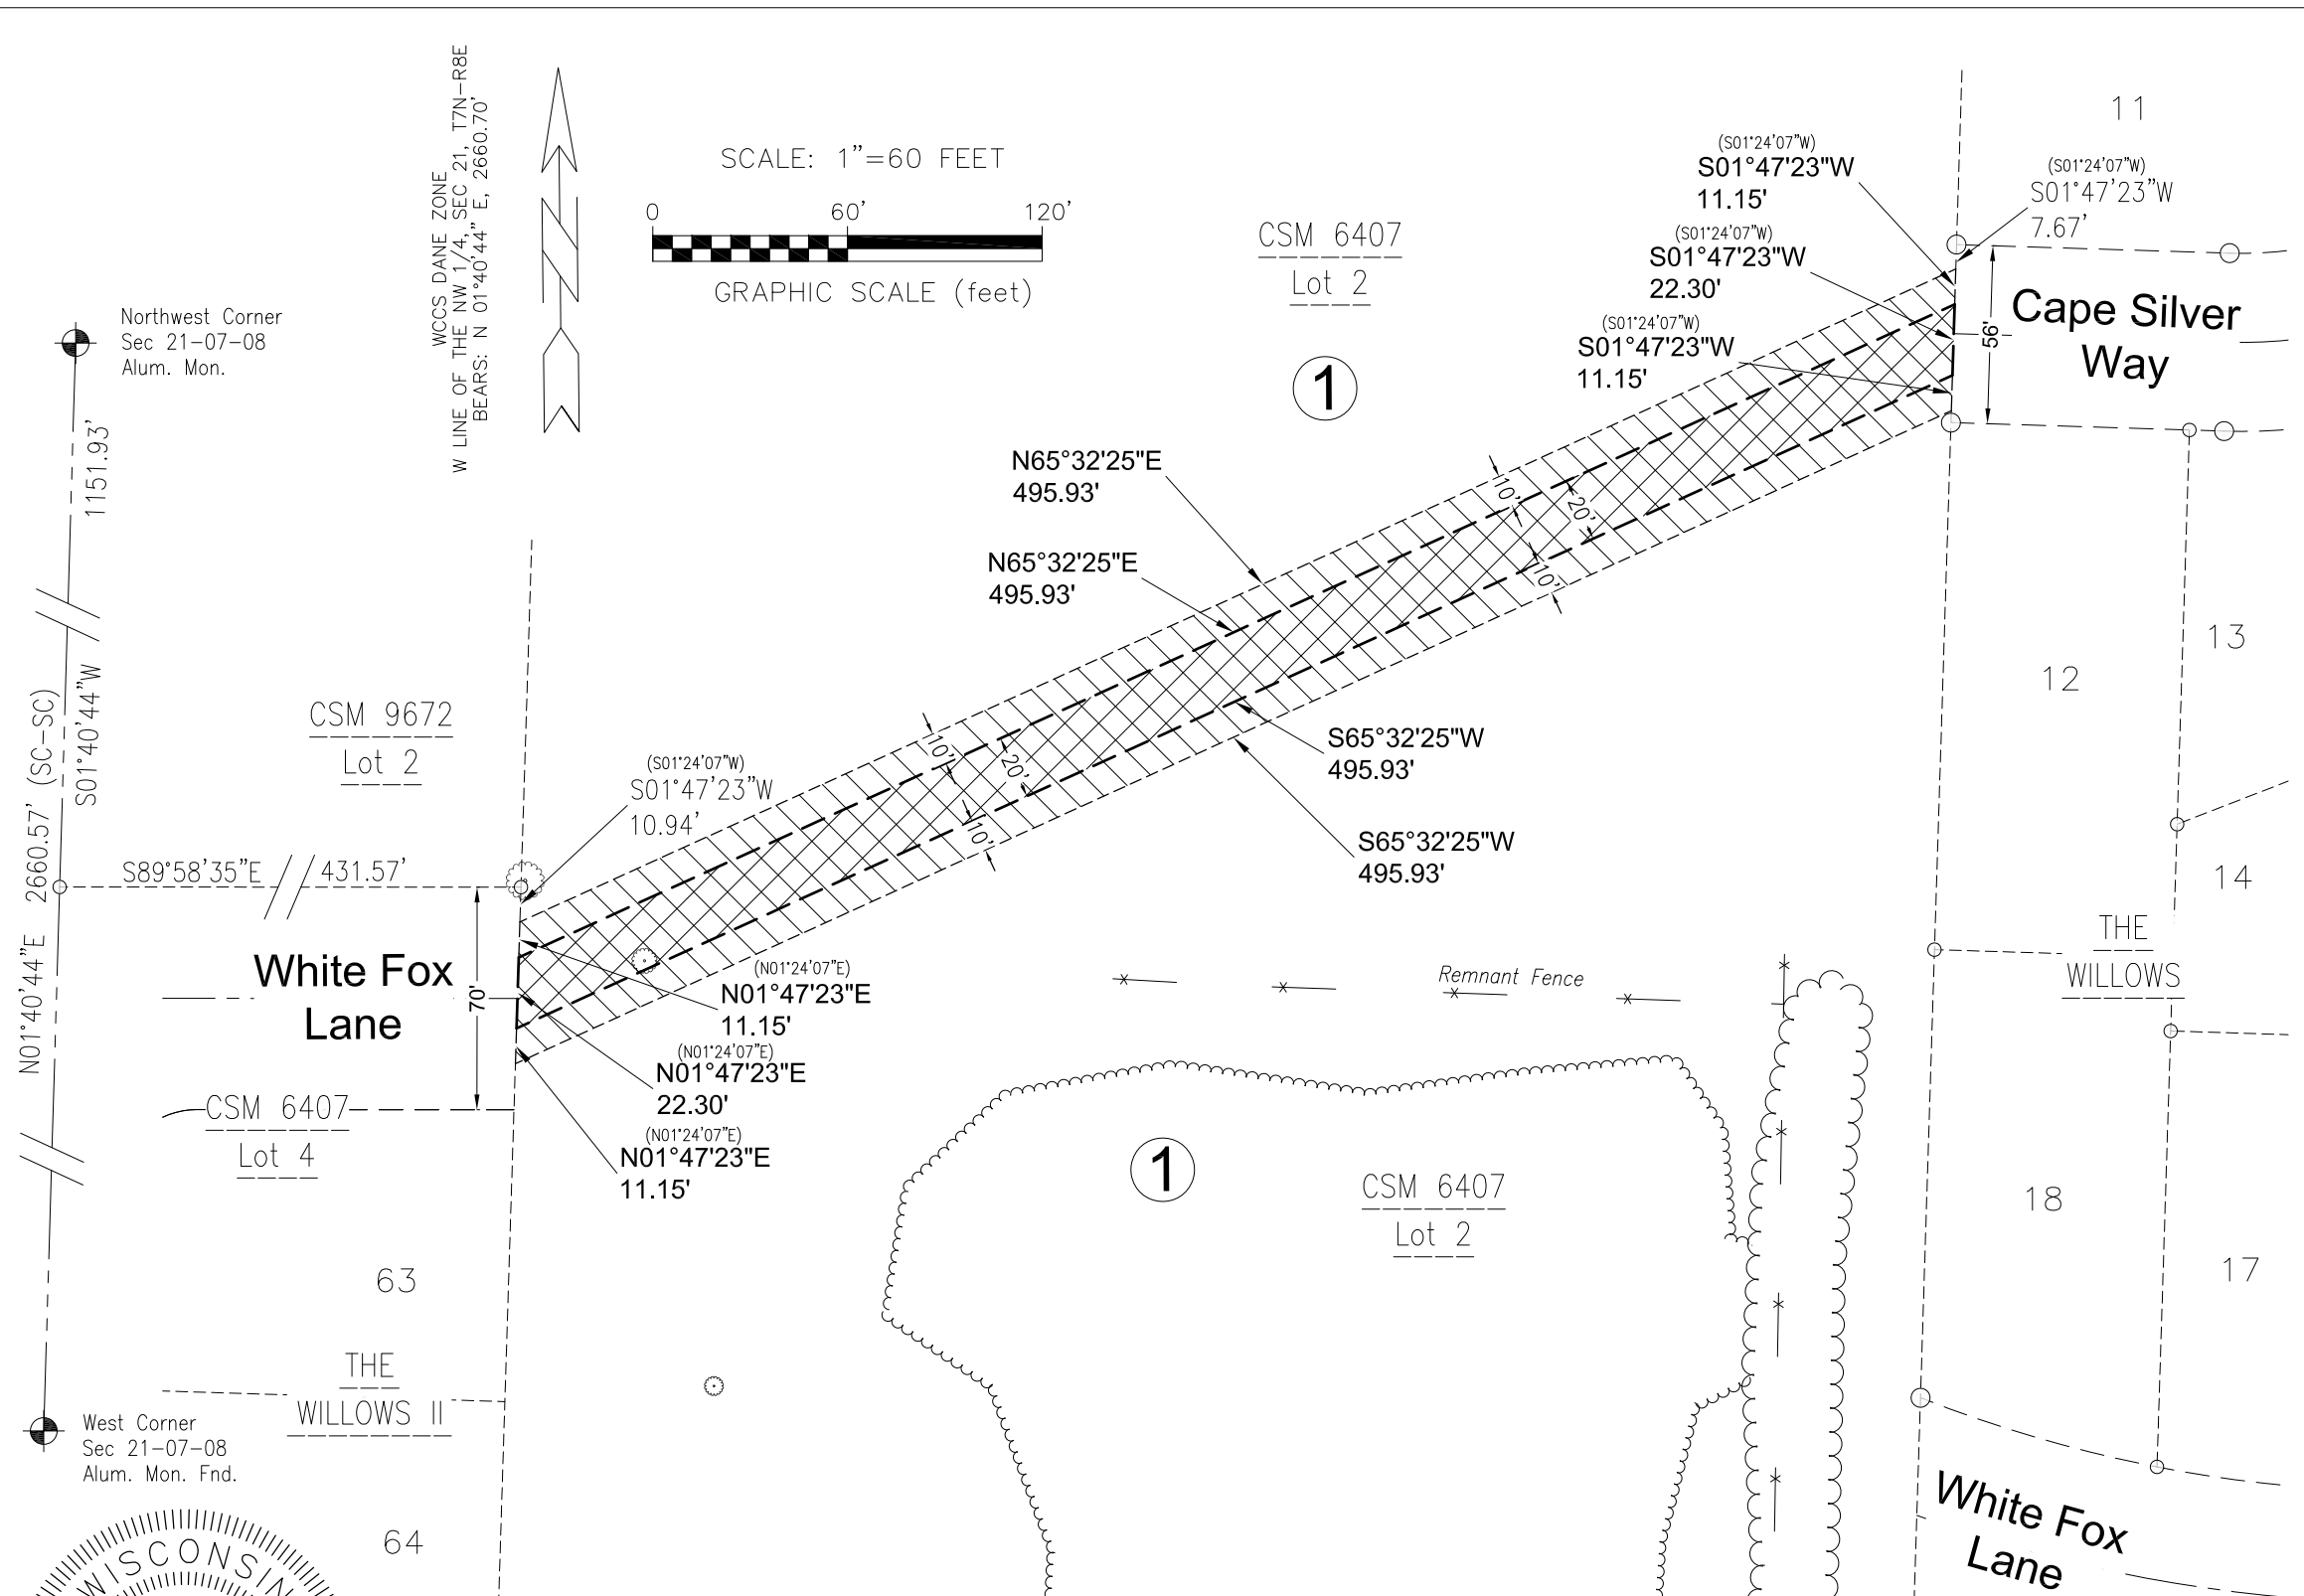 WCCS DANE ZONE
W LINE OF THE NW 1/4, SEC 21, T7N-R8E
BEARS: N 01°40'44" E, 2660.70'
SCALE: 1"=60 FEET
0 60' 120'
GRAPHIC SCALE (feet)
CSM 6407
Lot 2
1
(S01°24'07"W)
S01°47'23"W
11.15'
(S01°24'07"W)
S01°47'23"W
22.30'
(S01°24'07"W)
S01°47'23"W
11.15'
(S01°24'07"W)
S01°47'23"W
7.67'
11
56'
Cape Silver
Way
Northwest Corner
Sec 21-07-08
Alum. Mon.
1151.93'
S01°40'44"W
N01°40'44"E 2660.57' (SC-SC)
N65°32'25"E
495.93'
N65°32'25"E
495.93'
10'
20'
10'
S65°32'25"W
495.93'
S65°32'25"W
495.93'
10'
20'
10'
CSM 9672
Lot 2
(S01°24'07"W)
S01°47'23"W
10.94'
S89°58'35"E 431.57'
White Fox
Lane
70'
(N01°24'07"E)
N01°47'23"E
11.15'
(N01°24'07"E)
N01°47'23"E
22.30'
(N01°24'07"E)
N01°47'23"E
11.15'
CSM 6407
Lot 4
Remnant Fence
12
13
14
THE
WILLOWS
1
CSM 6407
Lot 2
18
17
63
THE
WILLOWS II
West Corner
Sec 21-07-08
Alum. Mon. Fnd.
64
WISCONSIN
White Fox
Lane